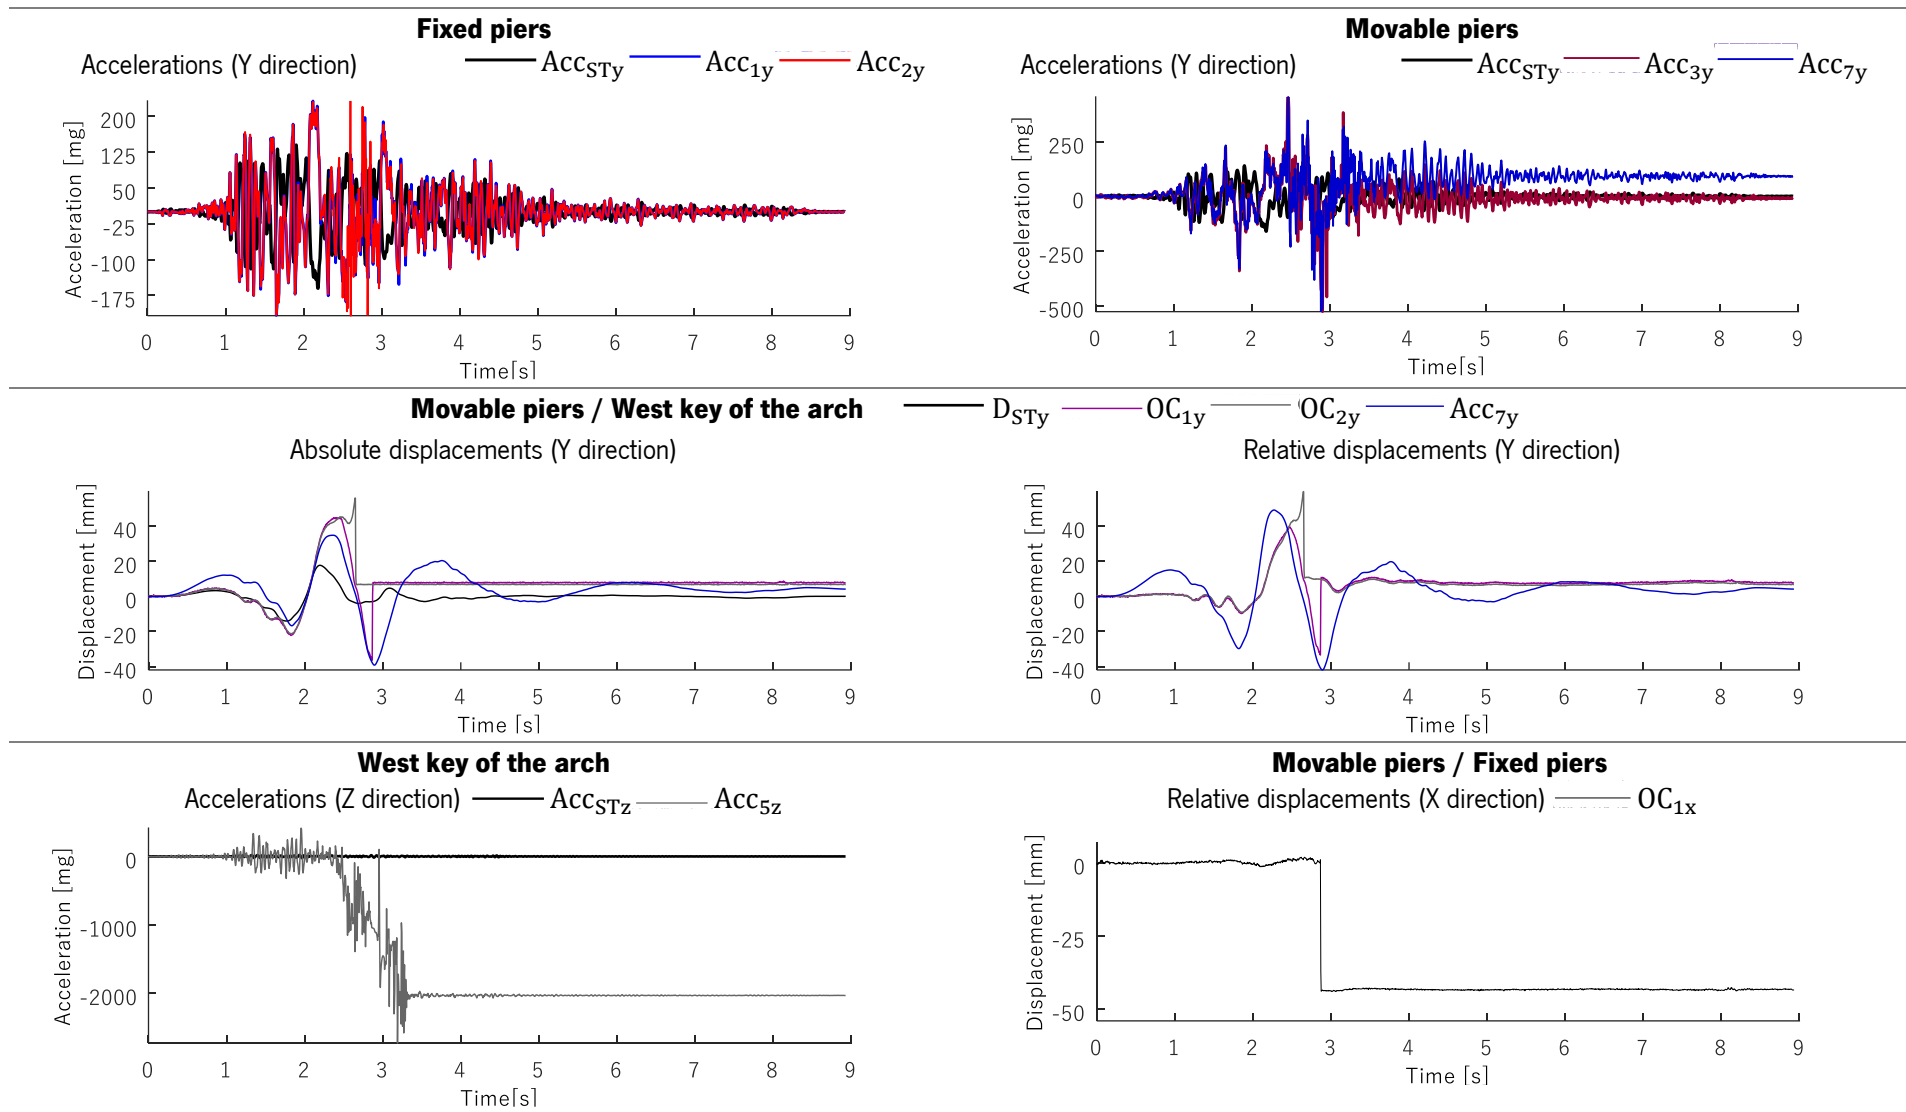 Fixed piers
Movable piers
Accelerations (Y direction) AccSTy Acc1y Acc2y
Accelerations (Y direction) AccSTy Acc3y Acc7y
Acceleration [mg]
200
125
50
-25
-100
-175
0 1 2 3 4 5 6 7 8 9
Time[s]
Acceleration [mg]
250
0
-250
-500
0 1 2 3 4 5 6 7 8 9
Time[s]
Movable piers / West key of the arch DSTy OC1y OC2y Acc7y
Absolute displacements (Y direction)
Relative displacements (Y direction)
Displacement [mm]
40
20
0
-20
-40
0 1 2 3 4 5 6 7 8 9
Time [s]
Displacement [mm]
40
20
0
-20
-40
0 1 2 3 4 5 6 7 8 9
Time [s]
West key of the arch
Movable piers / Fixed piers
Accelerations (Z direction) AccSTz Acc5z
Relative displacements (X direction) OC1x
Acceleration [mg]
0
-1000
-2000
0 1 2 3 4 5 6 7 8 9
Time[s]
Displacement [mm]
0
-25
-50
0 1 2 3 4 5 6 7 8 9
Time [s]